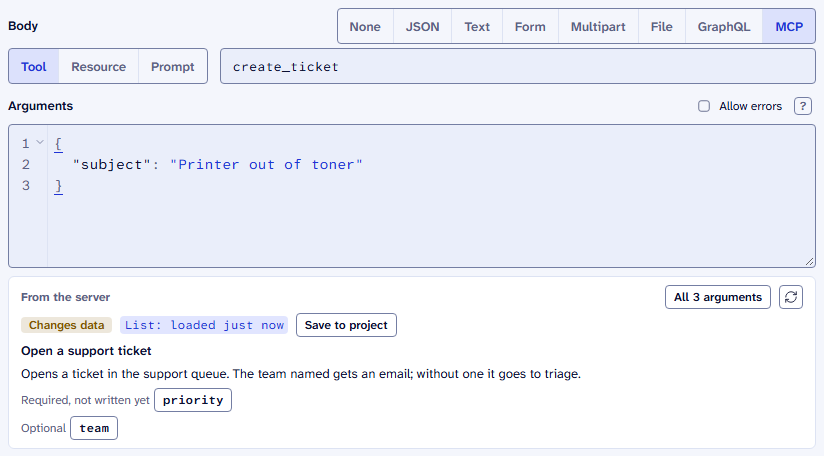 Body None JSON Text Form Multipart File GraphQL MCP
Tool Resource Prompt create_ticket
Arguments Allow errors ?
1 {
2 "subject": "Printer out of toner"
3 }
From the server All 3 arguments
Changes data List: loaded just now Save to project
Open a support ticket
Opens a ticket in the support queue. The team named gets an email; without one it goes to triage.
Required, not written yet priority
Optional team